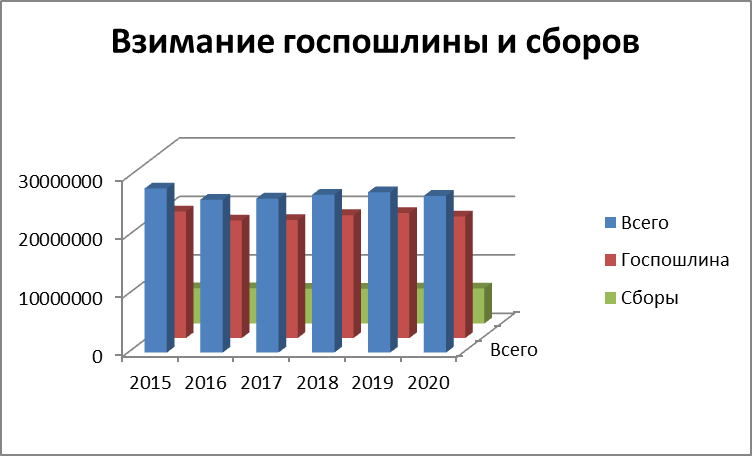 Взимание госпошлины и сборов
30000000
20000000
10000000
0
2015 2016 2017 2018 2019 2020
Всего
Всего
Госпошлина
Сборы